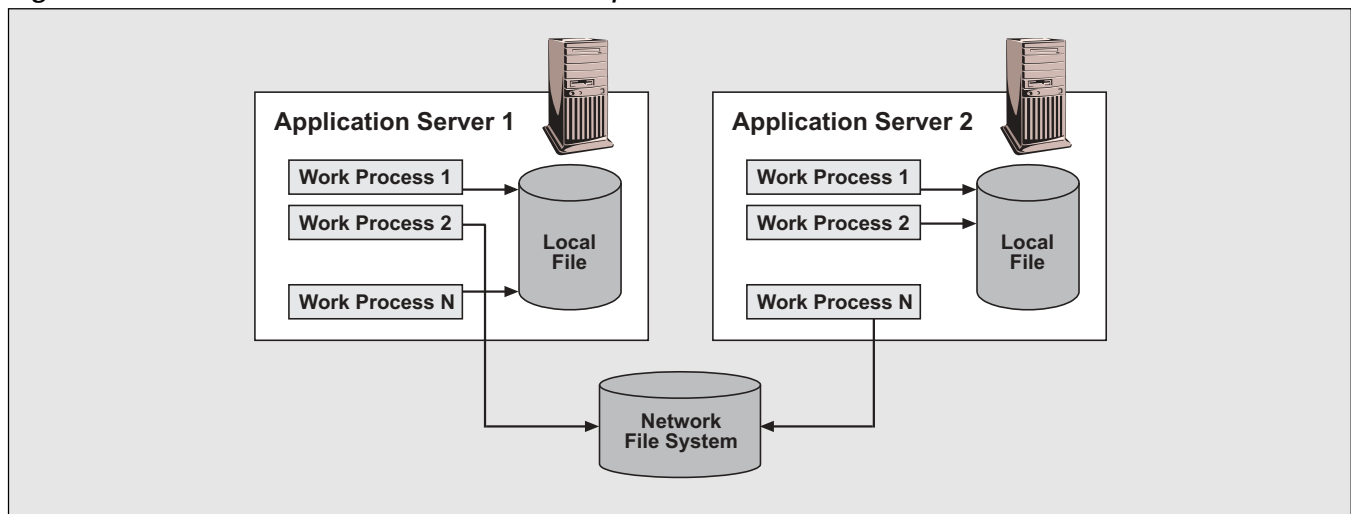 Application Server 1
Work Process 1
Work Process 2
Work Process N
Local
File
Application Server 2
Work Process 1
Work Process 2
Work Process N
Local
File
Network
File System